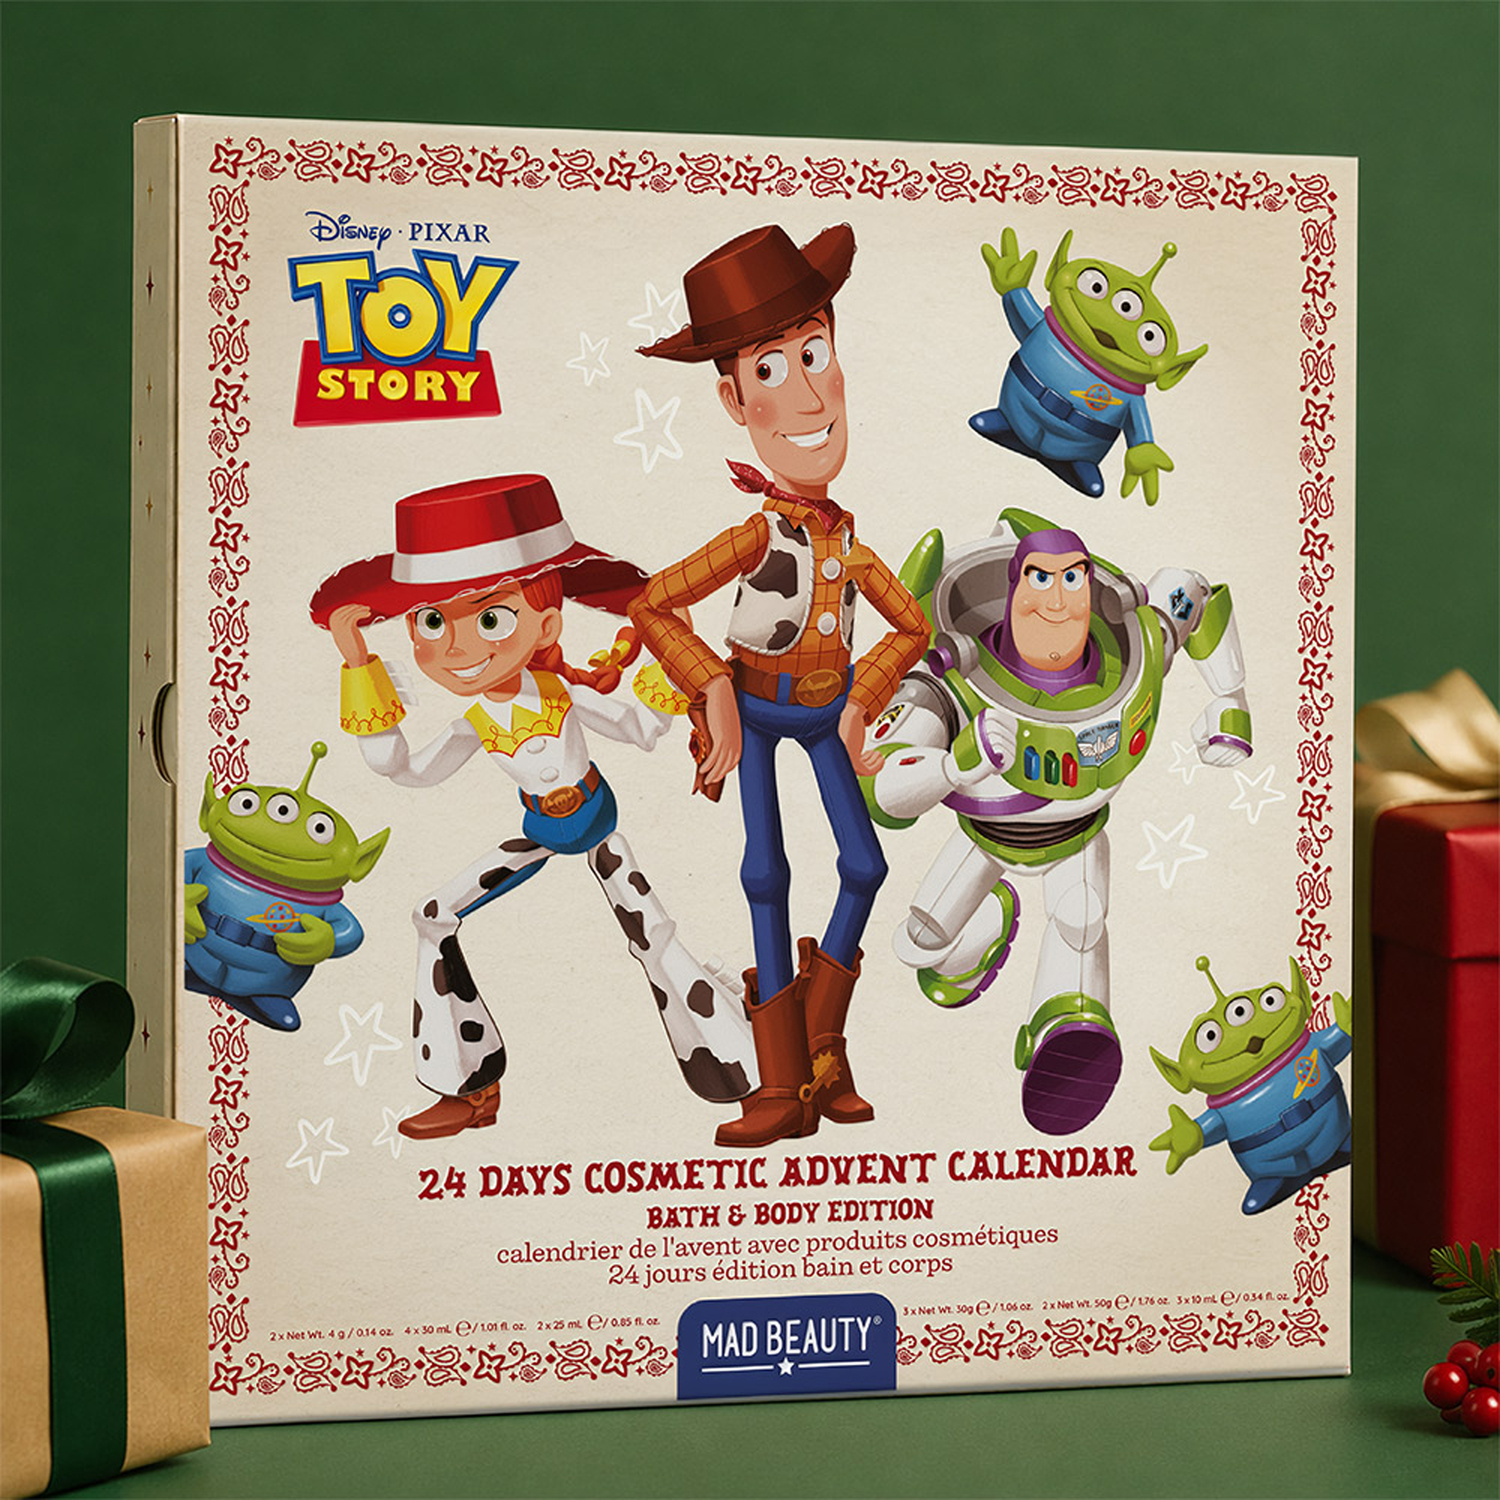 Disney · PIXAR
TOY
STORY
SPACE RANGER
24 DAYS COSMETIC ADVENT CALENDAR
BATH & BODY EDITION
calendrier de l'avent avec produits cosmétiques
24 jours édition bain et corps
2 x Net Wt. 4 g / 0.14 oz. 4 x 30 mL ℮ / 1.01 fl. oz. 2 x 25 mL ℮ / 0.85 fl. oz.
3 x Net Wt. 30g ℮ / 1.06 oz. 2 x Net Wt. 50g ℮ / 1.76 oz. 3 x 10 mL ℮ / 0.34 fl. oz.
MAD BEAUTY®